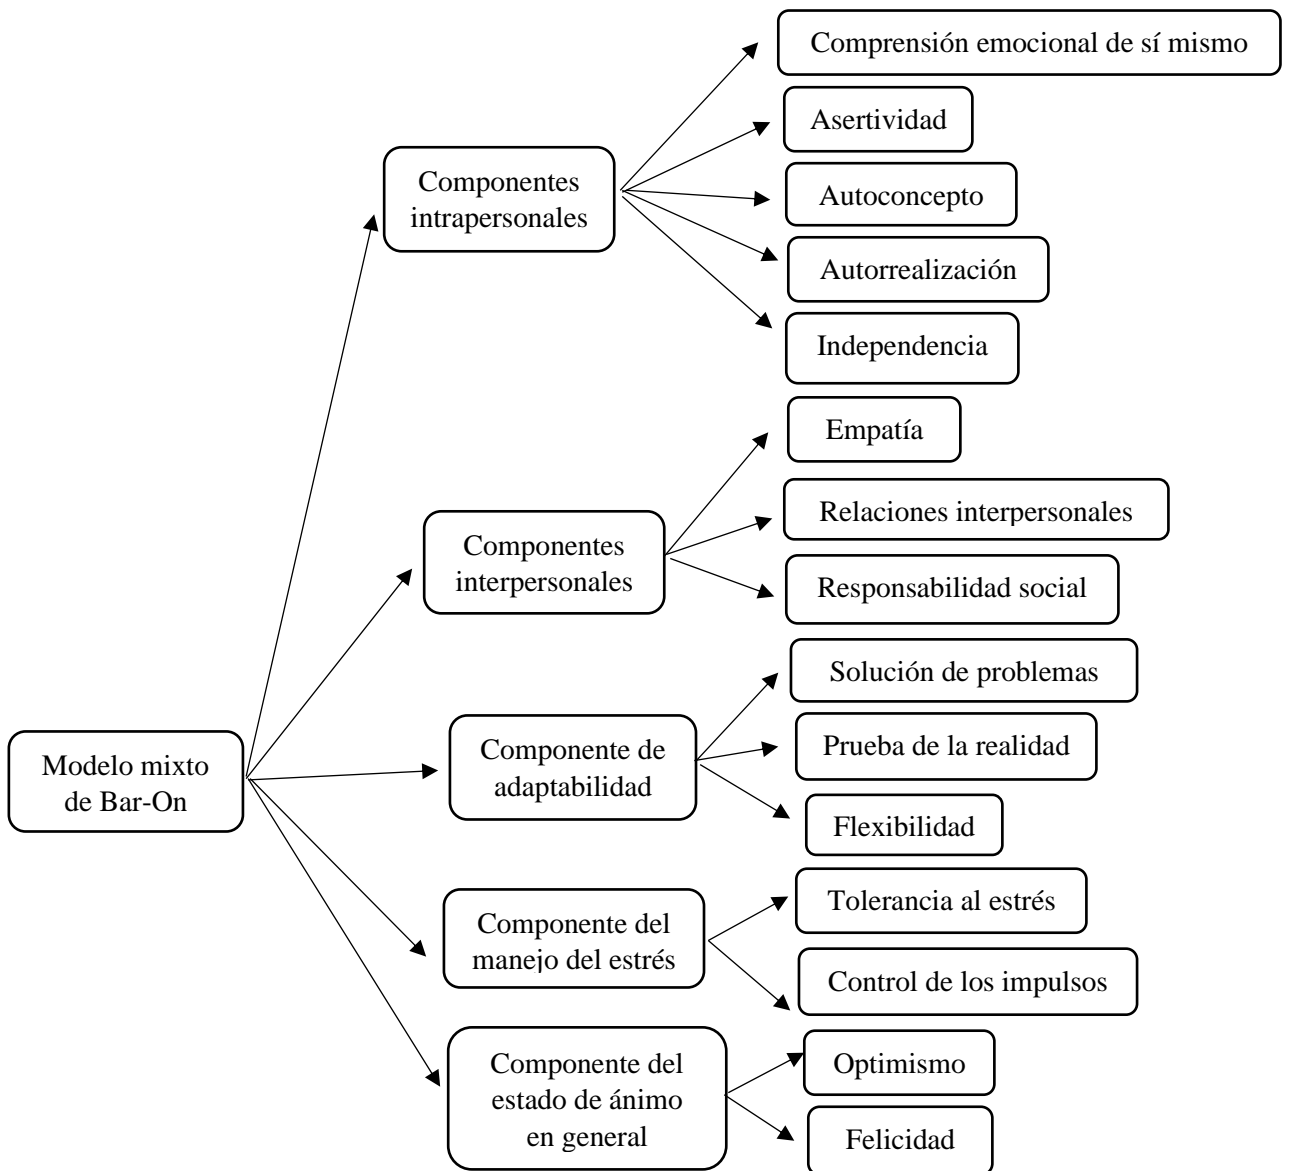 Modelo mixto
de Bar-On
Componentes
intrapersonales
Comprensión emocional de sí mismo
Asertividad
Autoconcepto
Autorrealización
Independencia
Componentes
interpersonales
Empatía
Relaciones interpersonales
Responsabilidad social
Componente de
adaptabilidad
Solución de problemas
Prueba de la realidad
Flexibilidad
Componente del
manejo del estrés
Tolerancia al estrés
Control de los impulsos
Componente del
estado de ánimo
en general
Optimismo
Felicidad